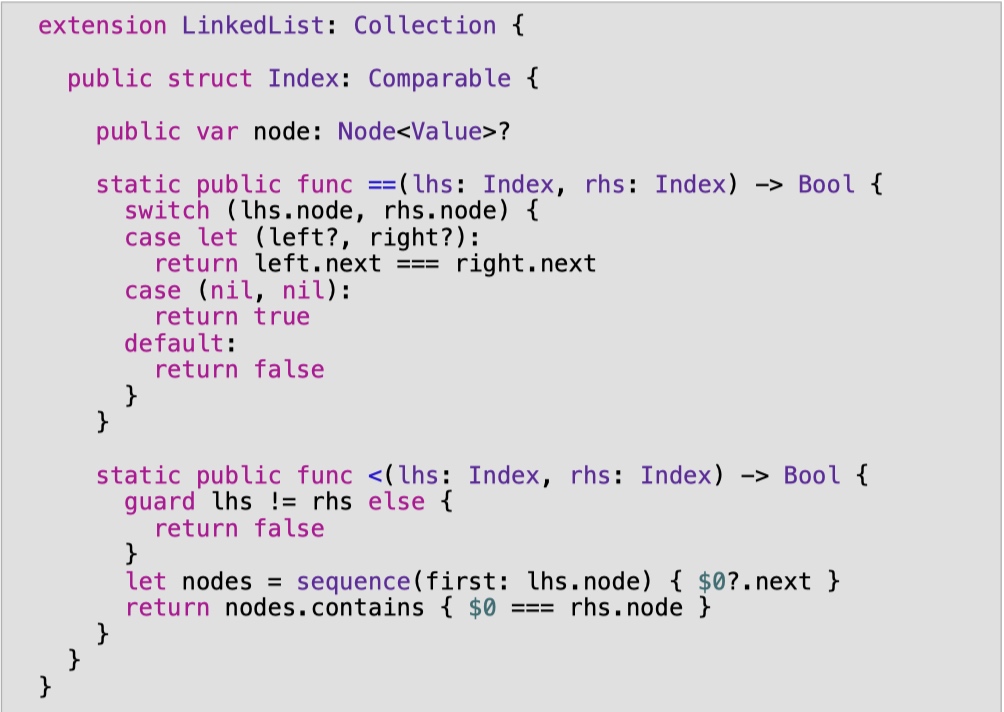 extension LinkedList: Collection {
public struct Index: Comparable {
public var node: Node<Value>?
static public func ==(lhs: Index, rhs: Index) -> Bool {
switch (lhs.node, rhs.node) {
case let (left?, right?):
return left.next === right.next
case (nil, nil):
return true
default:
return false
}
}
static public func <(lhs: Index, rhs: Index) -> Bool {
guard lhs != rhs else {
return false
}
let nodes = sequence(first: lhs.node) { $0?.next }
return nodes.contains { $0 === rhs.node }
}
}
}